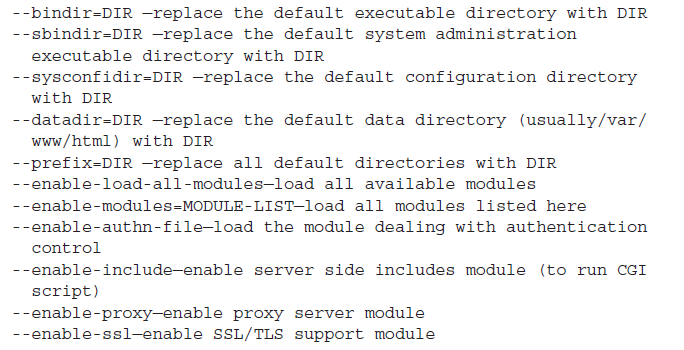 --bindir=DIR —replace the default executable directory with DIR
--sbindir=DIR —replace the default system administration
executable directory with DIR
--sysconfidir=DIR —replace the default configuration directory
with DIR
--datadir=DIR —replace the default data directory (usually/var/
www/html) with DIR
--prefix=DIR —replace all default directories with DIR
--enable-load-all-modules—load all available modules
--enable-modules=MODULE-LIST—load all modules listed here
--enable-authn-file—load the module dealing with authentication
control
--enable-include—enable server side includes module (to run CGI
script)
--enable-proxy—enable proxy server module
--enable-ssl—enable SSL/TLS support module